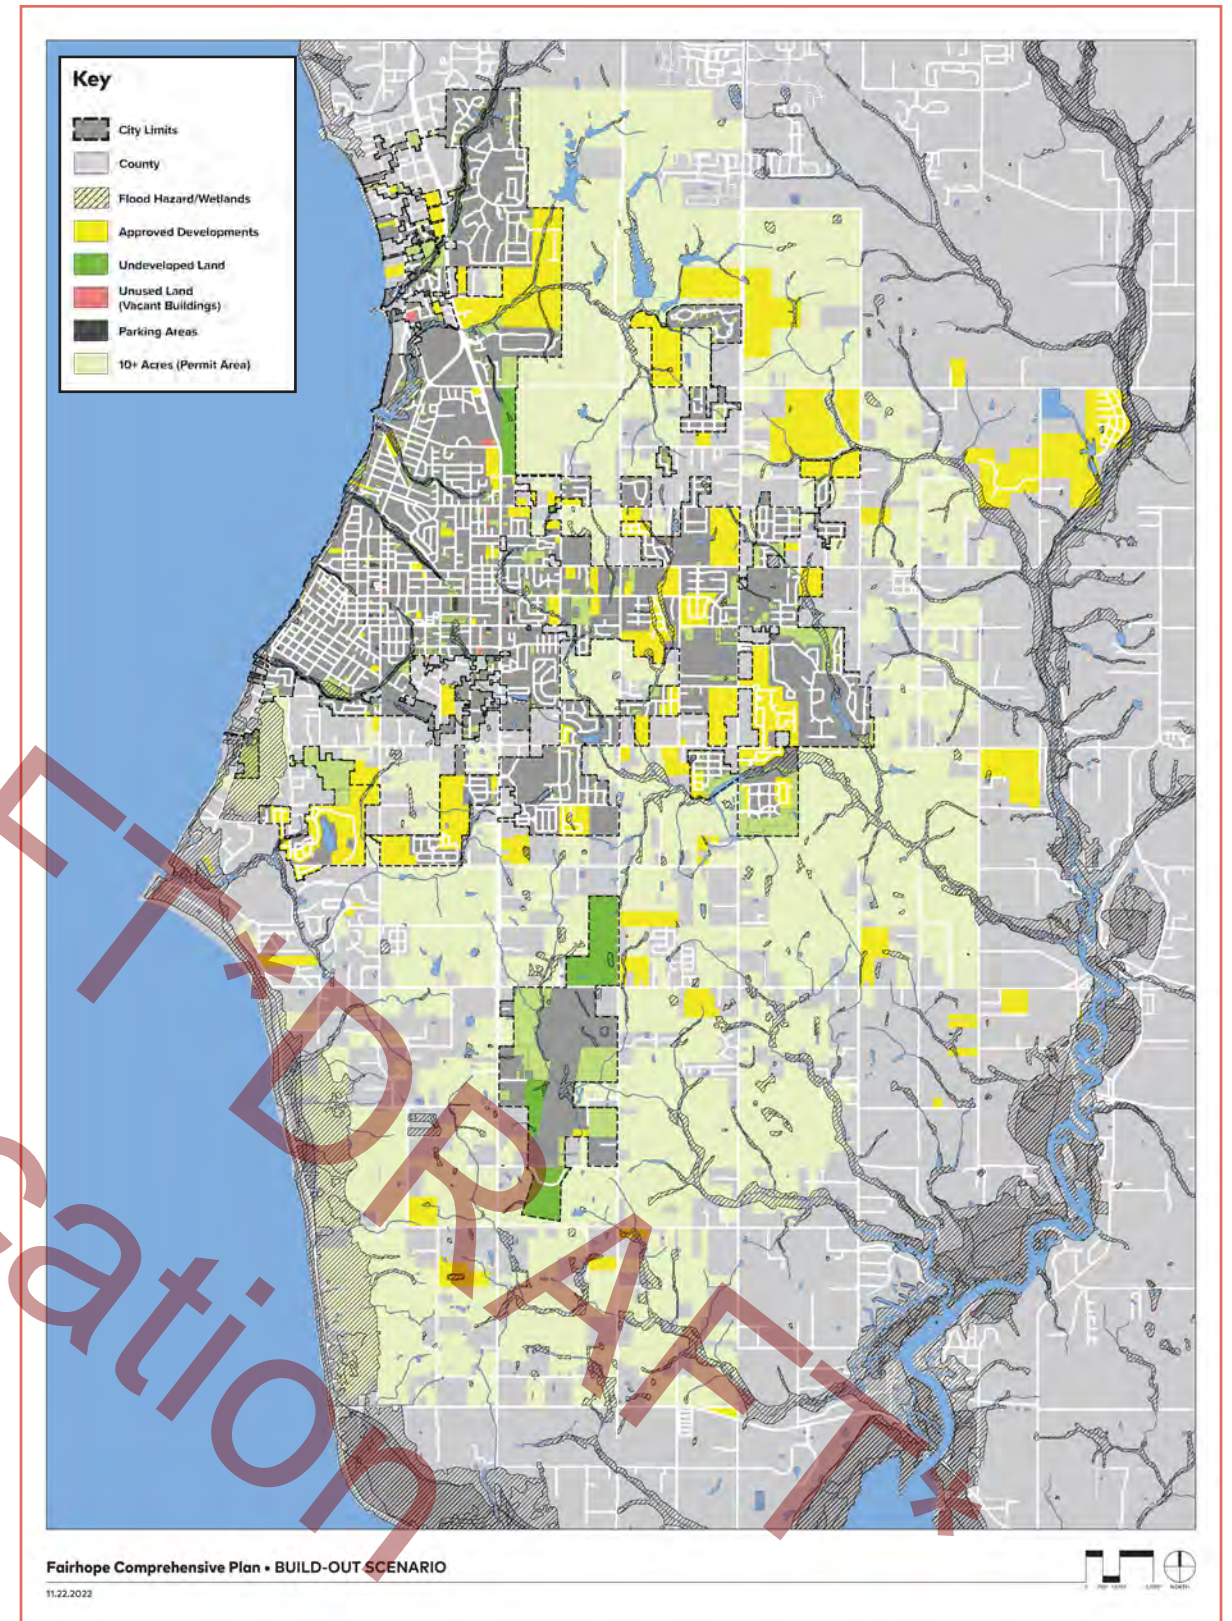 Key
City Limits
County
Flood Hazard/Wetlands
Approved Developments
Undeveloped Land
Unused Land
(Vacant Buildings)
Parking Areas
10+ Acres (Permit Area)
FT*DRAFT*
cation
Fairhope Comprehensive Plan • BUILD-OUT SCENARIO
11.22.2022
NORTH